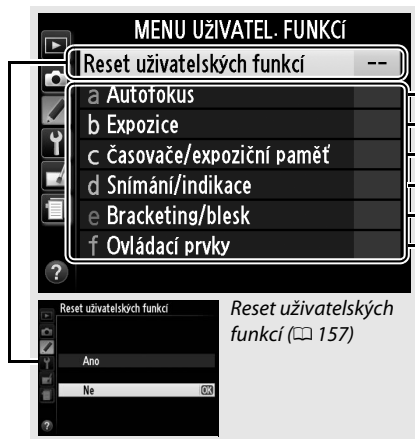 MENU UŽIVATEL. FUNKCÍ
Reset uživatelských funkcí --
a Autofokus
b Expozice
c Časovače/expoziční paměť
d Snímání/indikace
e Bracketing/blesk
f Ovládací prvky
?
Reset uživatelských funkcí
Ano
Ne OK
?
Reset uživatelských
funkcí (📖 157)